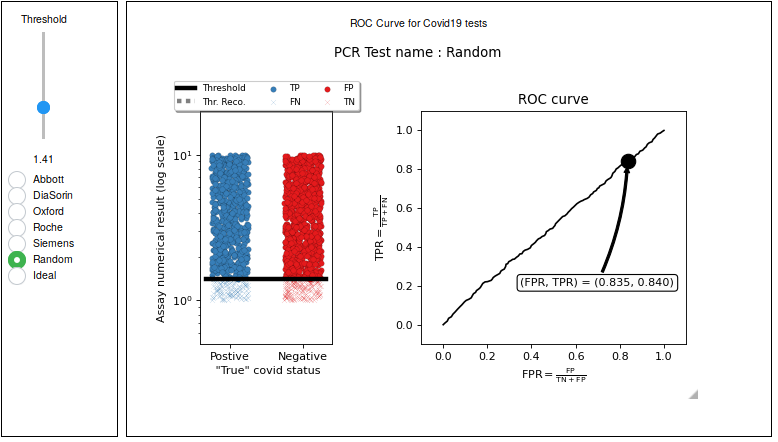 Threshold
1.41
Abbott
DiaSorin
Oxford
Roche
Siemens
Random
Ideal
ROC Curve for Covid19 tests
PCR Test name : Random
Threshold TP FP
Thr. Reco. FN TN
Assay numerical result (log scale)
10¹
10⁰
Postive Negative
"True" covid status
ROC curve
TPR = TP / TP + FN
1.0
0.8
0.6
0.4
0.2
0.0
(FPR, TPR) = (0.835, 0.840)
0.0 0.2 0.4 0.6 0.8 1.0
FPR = FP / TN + FP